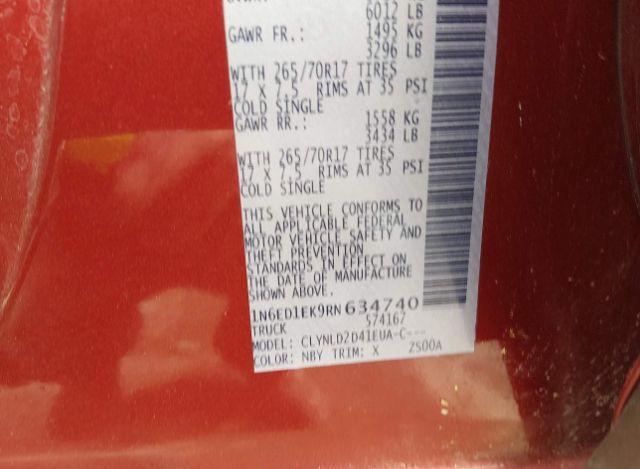 6012 LB
GAWR FR.: 1495 KG
3296 LB
WITH 265/70R17 TIRES
17 X 7.5 RIMS AT 35 PSI
COLD SINGLE
GAWR RR.: 1558 KG
3434 LB
WITH 265/70R17 TIRES
17 X 7.5 RIMS AT 35 PSI
COLD SINGLE
THIS VEHICLE CONFORMS TO
ALL APPLICABLE FEDERAL
MOTOR VEHICLE SAFETY AND
THEFT PREVENTION
STANDARDS IN EFFECT ON
THE DATE OF MANUFACTURE
SHOWN ABOVE.
1N6ED1EK9RN634740
TRUCK 574167
MODEL: CLYNLD2D41EUA-C---
COLOR: NBY TRIM: X 2S00A